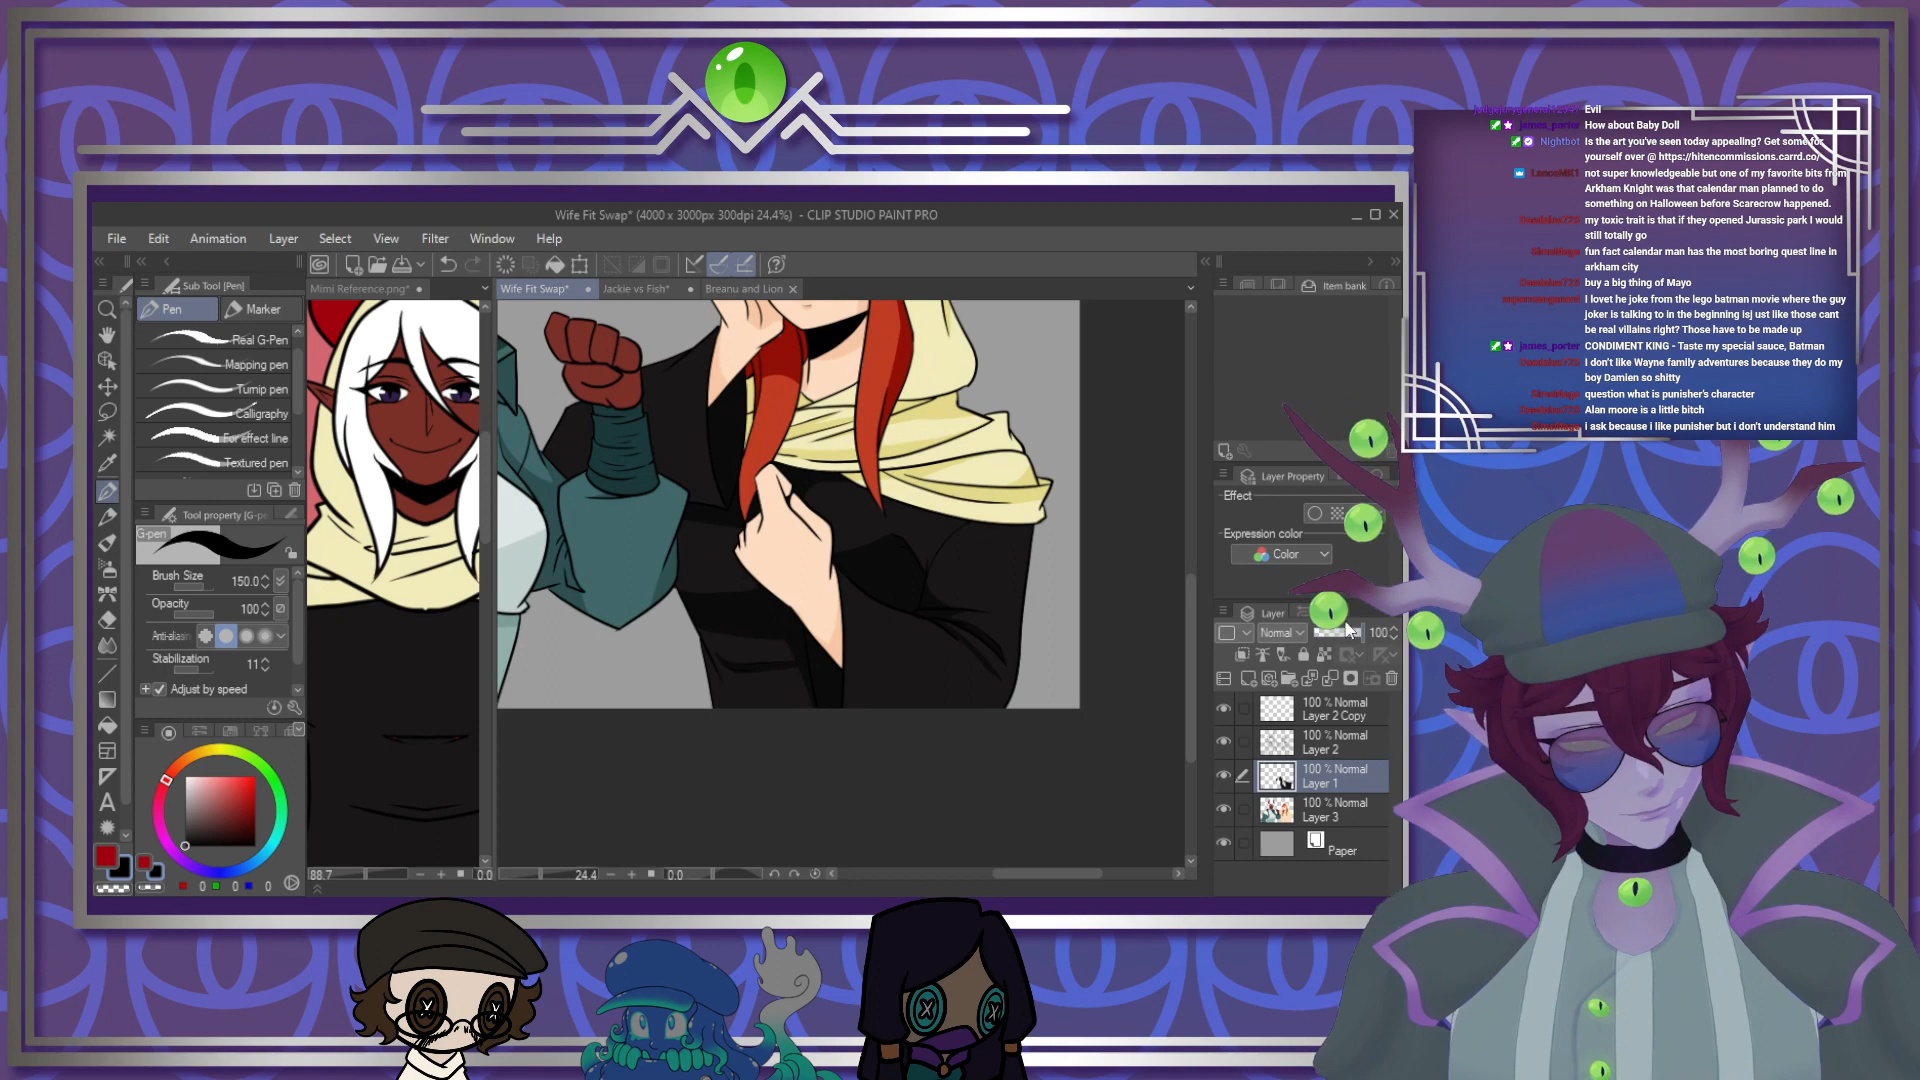 Wife Fit Swap* (4000 x 3000px 300dpi 24.4%) - CLIP STUDIO PAINT PRO
File Edit Animation Layer Select View Filter Window Help
Sub Tool [Pen]
Pen Marker
Real G-Pen
Mapping pen
Turnip pen
Calligraphy
For effect line
Textured pen
Tool property [G-pe
G-pen
Brush Size 150.0
Opacity 100
Anti-aliasin
Stabilization 11
Adjust by speed
0 0 0
Mimi Reference.png*
Wife Fit Swap* Jackie vs Fish* Breanu and Lion
88.7 0.0
24.4 0.0
Item bank
Layer Property
Effect
Expression color
Color
Layer
Normal 100
100 % Normal
Layer 2 Copy
100 % Normal
Layer 2
100 % Normal
Layer 1
100 % Normal
Layer 3
Paper
Evil
james_porter How about Baby Doll
Nightbot Is the art you've seen today appealing? Get some for
yourself over @ https://hitencommissions.carrd.co/
LanceMK1 not super knowledgeable but one of my favorite bits from
Arkham Knight was that calendar man planned to do
something on Halloween before Scarecrow happened.
my toxic trait is that if they opened Jurassic park I would
still totally go
fun fact calendar man has the most boring quest line in
arkham city
buy a big thing of Mayo
I lovet he joke from the lego batman movie where the guy
joker is talking to in the beginning isj ust like those cant
be real villains right? Those have to be made up
james_porter CONDIMENT KING - Taste my special sauce, Batman
I don't like Wayne family adventures because they do my
boy Damien so shitty
question what is punisher's character
Alan moore is a little bitch
i ask because i like punisher but i don't understand him